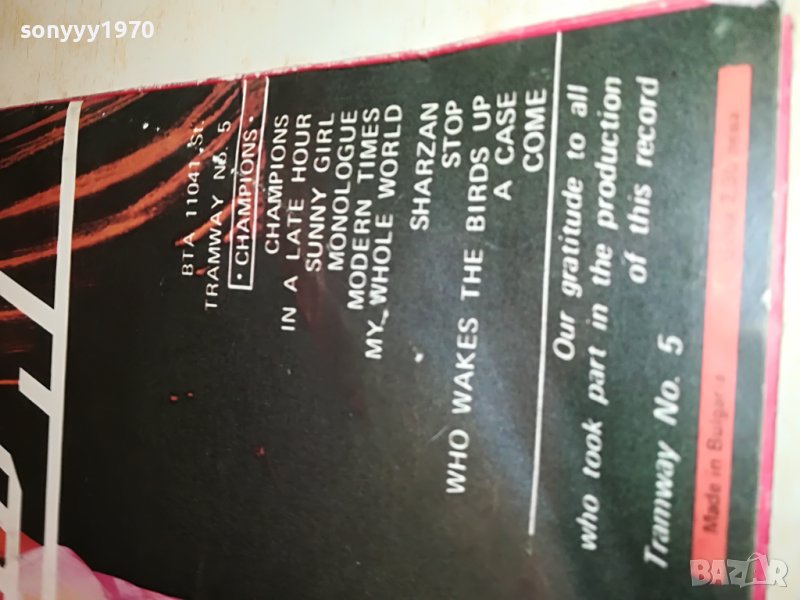 sonyyy1970
BTA 11041 St.
TRAMWAY No. 5
• CHAMPIONS •
CHAMPIONS
IN A LATE HOUR
SUNNY GIRL
MONOLOGUE
MODERN TIMES
MY WHOLE WORLD
SHARZAN
STOP
WHO WAKES THE BIRDS UP
A CASE
COME
Our gratitude to all
who took part in the production
of this record
Tramway No. 5
Made in Bulgaria
BAZAR